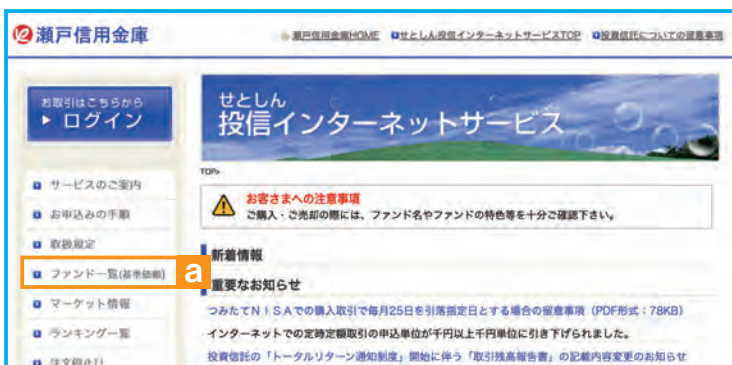 瀬戸信用金庫
瀬戸信用金庫HOME せとしん投信インターネットサービスTOP 投資信託についての留意事項
お取引はこちらから
ログイン
せとしん
投信インターネットサービス
TOP>
サービスのご案内
お申込みの手順
取扱規定
ファンド一覧(基準価額)
a
マーケット情報
ランキング一覧
注文停止日
お客さまへの注意事項
ご購入・ご売却の際には、ファンド名やファンドの特色等を十分ご確認下さい。
新着情報
重要なお知らせ
つみたてNISAでの購入取引で毎月25日を引落指定日とする場合の留意事項（PDF形式：78KB）
インターネットでの定時定額取引の申込単位が千円以上千円単位に引き下げられました。
投資信託の「トータルリターン通知制度」開始に伴う「取引残高報告書」の記載内容変更のお知らせ